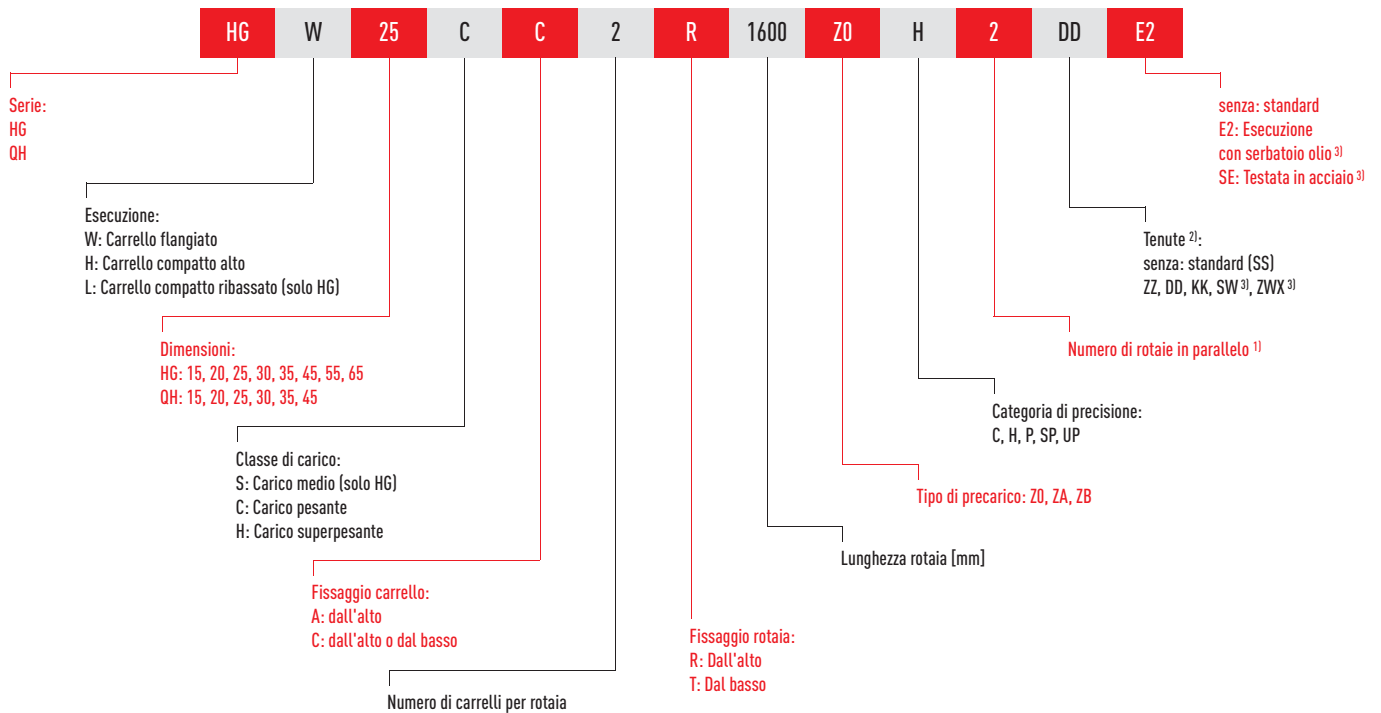 HG W 25 C C 2 R 1600 Z0 H 2 DD E2
Serie:
HG
QH
senza: standard
E2: Esecuzione
con serbatoio olio 3)
SE: Testata in acciaio 3)
Esecuzione:
W: Carrello flangiato
H: Carrello compatto alto
L: Carrello compatto ribassato (solo HG)
Tenute 2):
senza: standard (SS)
ZZ, DD, KK, SW 3), ZWX 3)
Dimensioni:
HG: 15, 20, 25, 30, 35, 45, 55, 65
QH: 15, 20, 25, 30, 35, 45
Numero di rotaie in parallelo 1)
Categoria di precisione:
C, H, P, SP, UP
Classe di carico:
S: Carico medio (solo HG)
C: Carico pesante
H: Carico superpesante
Tipo di precarico: Z0, ZA, ZB
Lunghezza rotaia [mm]
Fissaggio carrello:
A: dall'alto
C: dall'alto o dal basso
Fissaggio rotaia:
R: Dall'alto
T: Dal basso
Numero di carrelli per rotaia